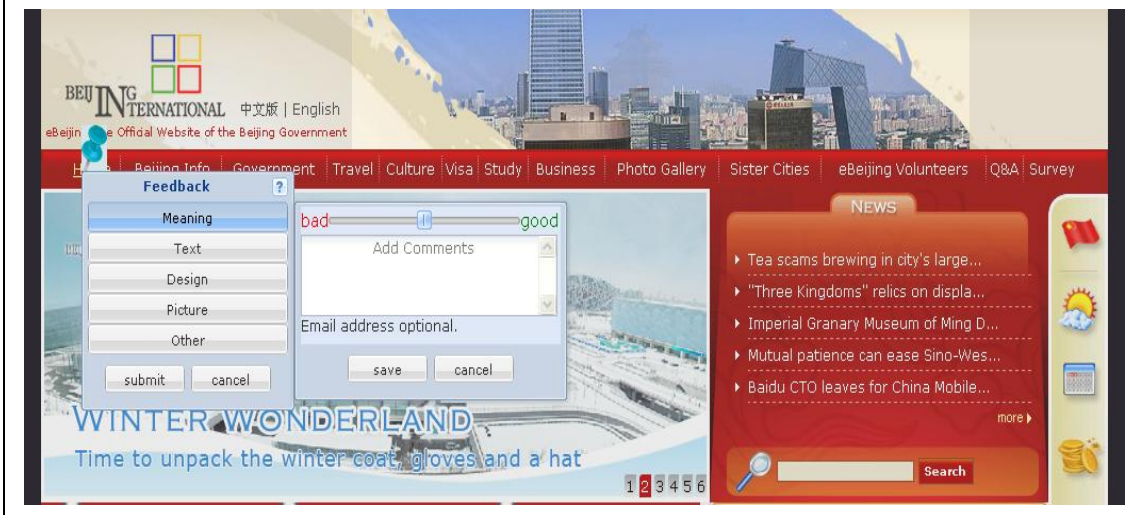 BEIJING
INTERNATIONAL 中文版 | English
eBeijin e Official Website of the Beijing Government
H Beijing Info Government Travel Culture Visa Study Business Photo Gallery Sister Cities eBeijing Volunteers Q&A Survey
Feedback ?
Meaning
Text
Design
Picture
Other
submit cancel
bad good
Add Comments
Email address optional.
save cancel
WINTER WONDERLAND
Time to unpack the winter coat, gloves and a hat
1 2 3 4 5 6
NEWS
Tea scams brewing in city's large...
"Three Kingdoms" relics on displa...
Imperial Granary Museum of Ming D...
Mutual patience can ease Sino-Wes...
Baidu CTO leaves for China Mobile...
more
Search